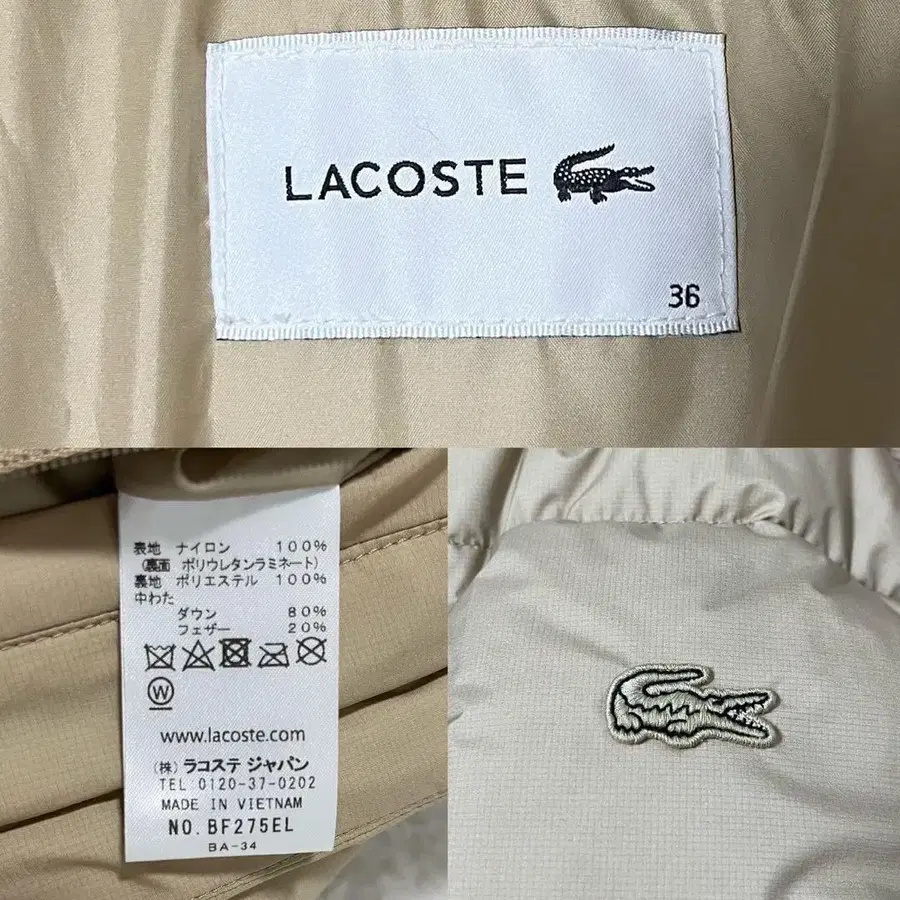 LACOSTE
36
表地 ナイロン 100%
(裏面 ポリウレタンラミネート)
裏地 ポリエステル 100%
中わた
ダウン 80%
フェザー 20%
W
www.lacoste.com
(株) ラコステ ジャパン
TEL:0120-37-0202
MADE IN VIETNAM
NO. BF275EL
BA-34